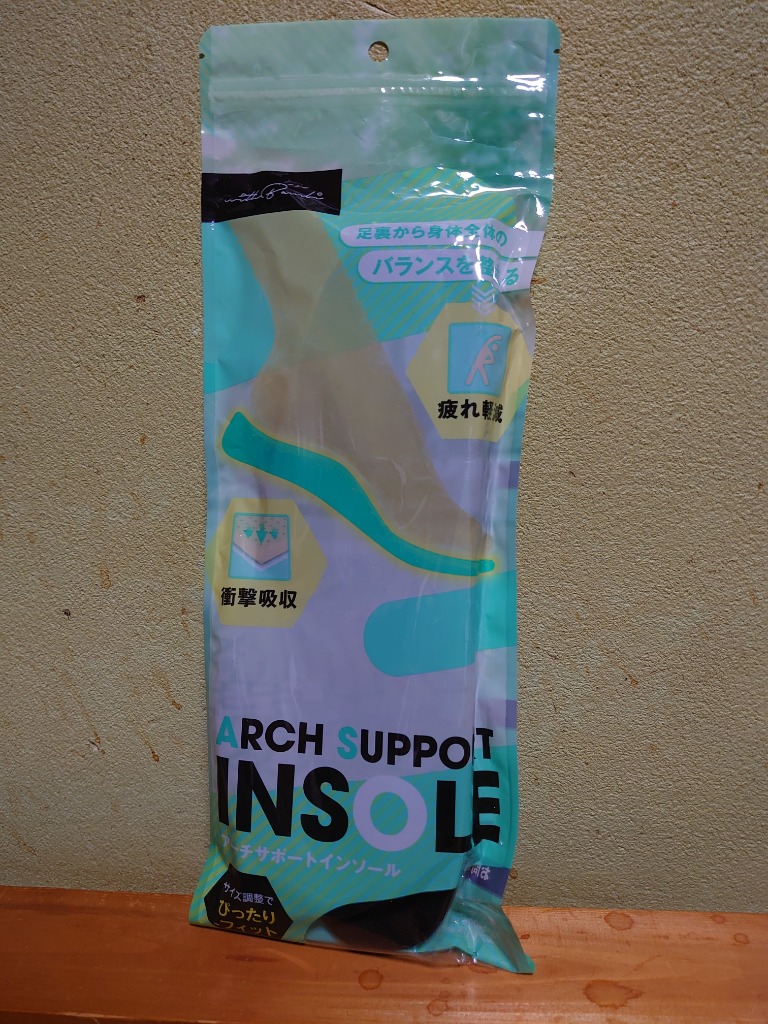 with Bambi
足裏から身体全体の
バランスを整える
疲れ軽減
衝撃吸収
ARCH SUPPORT
INSOLE
アーチサポートインソール
サイズ調整で
ぴったり
フィット